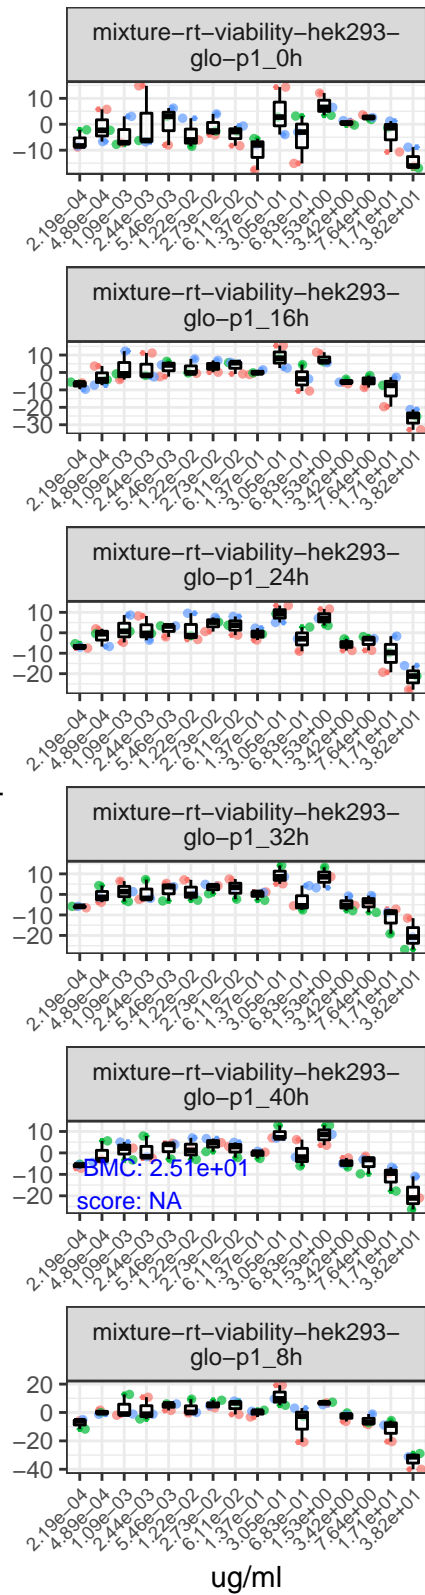 mixture−rt−viability−hek293−
glo−p1_0h
10
0
−10
2.19e−04
4.89e−04
1.09e−03
2.44e−03
5.46e−03
1.22e−02
2.73e−02
6.11e−02
1.37e−01
3.05e−01
6.83e−01
1.53e+00
3.42e+00
7.64e+00
1.71e+01
3.82e+01
mixture−rt−viability−hek293−
glo−p1_16h
10
0
−10
−20
−30
2.19e−04
4.89e−04
1.09e−03
2.44e−03
5.46e−03
1.22e−02
2.73e−02
6.11e−02
1.37e−01
3.05e−01
6.83e−01
1.53e+00
3.42e+00
7.64e+00
1.71e+01
3.82e+01
mixture−rt−viability−hek293−
glo−p1_24h
10
0
−10
−20
2.19e−04
4.89e−04
1.09e−03
2.44e−03
5.46e−03
1.22e−02
2.73e−02
6.11e−02
1.37e−01
3.05e−01
6.83e−01
1.53e+00
3.42e+00
7.64e+00
1.71e+01
3.82e+01
mixture−rt−viability−hek293−
glo−p1_32h
10
0
−10
−20
2.19e−04
4.89e−04
1.09e−03
2.44e−03
5.46e−03
1.22e−02
2.73e−02
6.11e−02
1.37e−01
3.05e−01
6.83e−01
1.53e+00
3.42e+00
7.64e+00
1.71e+01
3.82e+01
mixture−rt−viability−hek293−
glo−p1_40h
10
0
−10
−20
BMC: 2.51e+01
score: NA
2.19e−04
4.89e−04
1.09e−03
2.44e−03
5.46e−03
1.22e−02
2.73e−02
6.11e−02
1.37e−01
3.05e−01
6.83e−01
1.53e+00
3.42e+00
7.64e+00
1.71e+01
3.82e+01
mixture−rt−viability−hek293−
glo−p1_8h
20
0
−20
−40
2.19e−04
4.89e−04
1.09e−03
2.44e−03
5.46e−03
1.22e−02
2.73e−02
6.11e−02
1.37e−01
3.05e−01
6.83e−01
1.53e+00
3.42e+00
7.64e+00
1.71e+01
3.82e+01
ug/ml